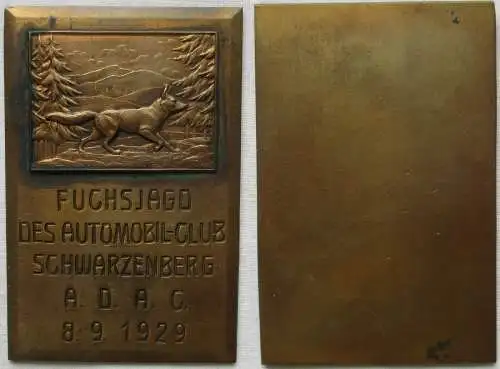 FUCHSJAGD
DES AUTOMOBIL-CLUB
SCHWARZENBERG
A. D. A. C.
8. 9. 1929